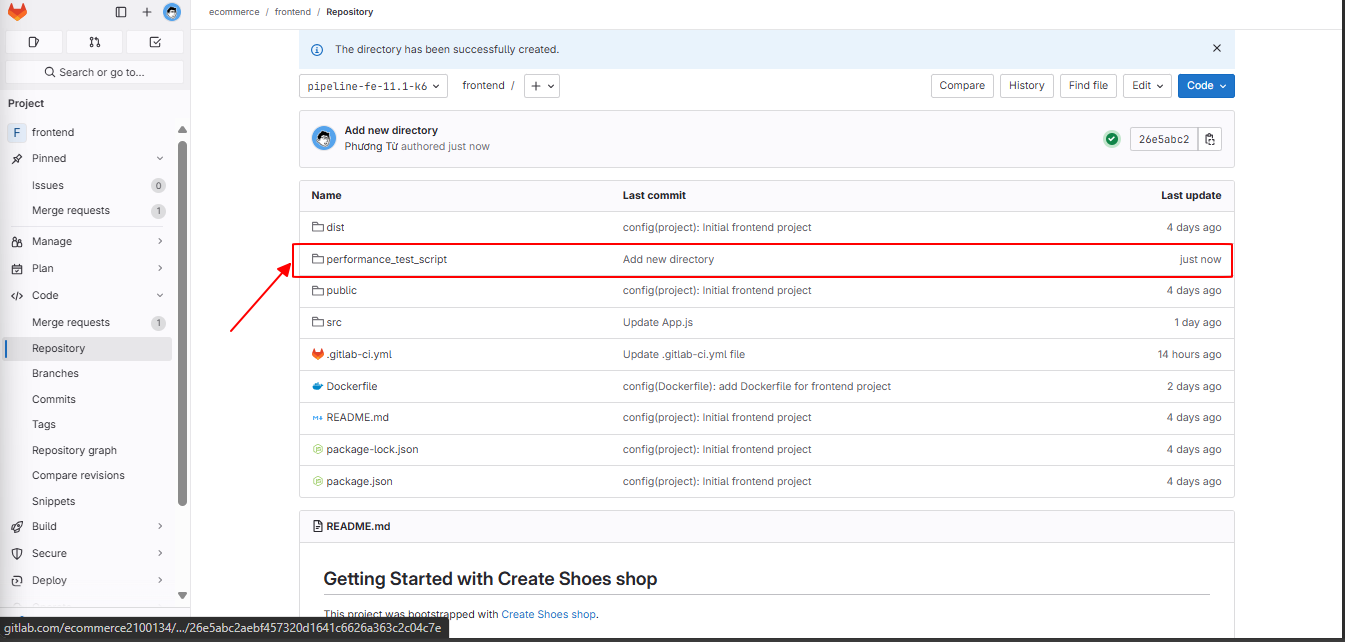 ecommerce / frontend / Repository
Search or go to...
Project
F frontend
Pinned
Issues 0
Merge requests 1
Manage
Plan
Code
Merge requests 1
Repository
Branches
Commits
Tags
Repository graph
Compare revisions
Snippets
Build
Secure
Deploy
The directory has been successfully created.
pipeline-fe-11.1-k6 frontend / + Compare History Find file Edit Code
Add new directory
Phương Từ authored just now 26e5abc2
Name Last commit Last update
dist config(project): Initial frontend project 4 days ago
performance_test_script Add new directory just now
public config(project): Initial frontend project 4 days ago
src Update App.js 1 day ago
.gitlab-ci.yml Update .gitlab-ci.yml file 14 hours ago
Dockerfile config(Dockerfile): add Dockerfile for frontend project 2 days ago
README.md config(project): Initial frontend project 4 days ago
package-lock.json config(project): Initial frontend project 4 days ago
package.json config(project): Initial frontend project 4 days ago
README.md
Getting Started with Create Shoes shop
This project was bootstrapped with Create Shoes shop.
gitlab.com/ecommerce2100134/.../26e5abc2aebf457320d1641c6626a363c2c04c7e